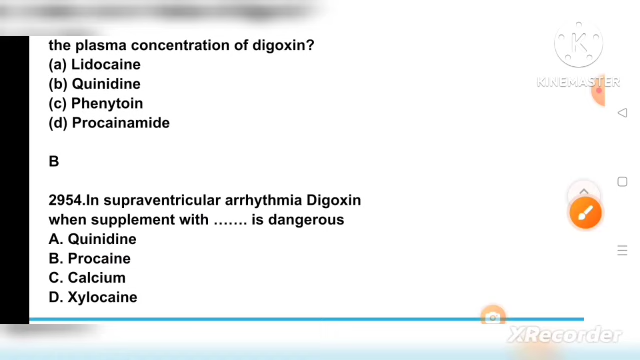 the plasma concentration of digoxin?
(a) Lidocaine
(b) Quinidine
(c) Phenytoin
(d) Procainamide
B
2954.In supraventricular arrhythmia Digoxin
when supplement with ……. is dangerous
A. Quinidine
B. Procaine
C. Calcium
D. Xylocaine
K
KINEMASTER
XRecorder